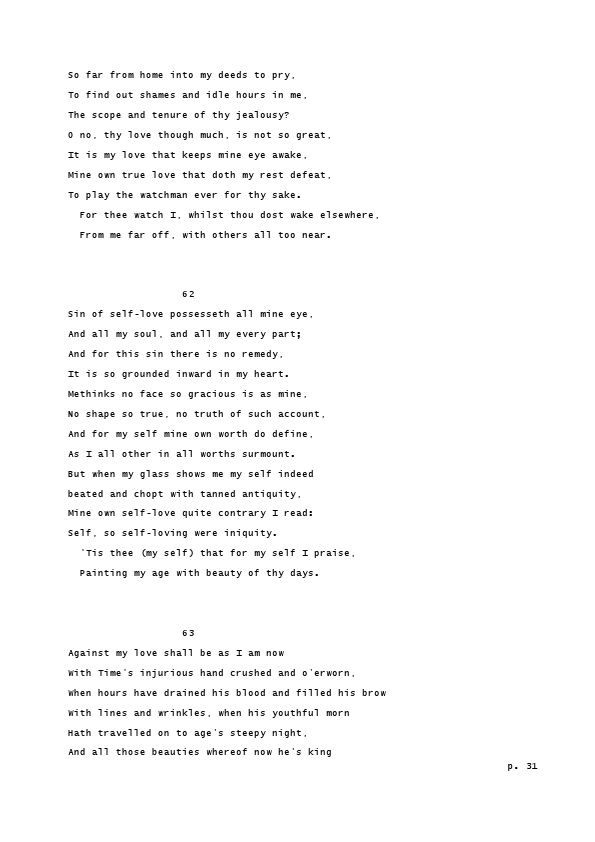 So far from home into my deeds to pry,
To find out shames and idle hours in me,
The scope and tenure of thy jealousy?
O no, thy love though much, is not so great,
It is my love that keeps mine eye awake,
Mine own true love that doth my rest defeat,
To play the watchman ever for thy sake.
For thee watch I, whilst thou dost wake elsewhere,
From me far off, with others all too near.
62
Sin of self-love possesseth all mine eye,
And all my soul, and all my every part;
And for this sin there is no remedy,
It is so grounded inward in my heart.
Methinks no face so gracious is as mine,
No shape so true, no truth of such account,
And for my self mine own worth do define,
As I all other in all worths surmount.
But when my glass shows me my self indeed
beated and chopt with tanned antiquity,
Mine own self-love quite contrary I read:
Self, so self-loving were iniquity.
'Tis thee (my self) that for my self I praise,
Painting my age with beauty of thy days.
63
Against my love shall be as I am now
With Time's injurious hand crushed and o'erworn,
When hours have drained his blood and filled his brow
With lines and wrinkles, when his youthful morn
Hath travelled on to age's steepy night,
And all those beauties whereof now he's king
p. 31